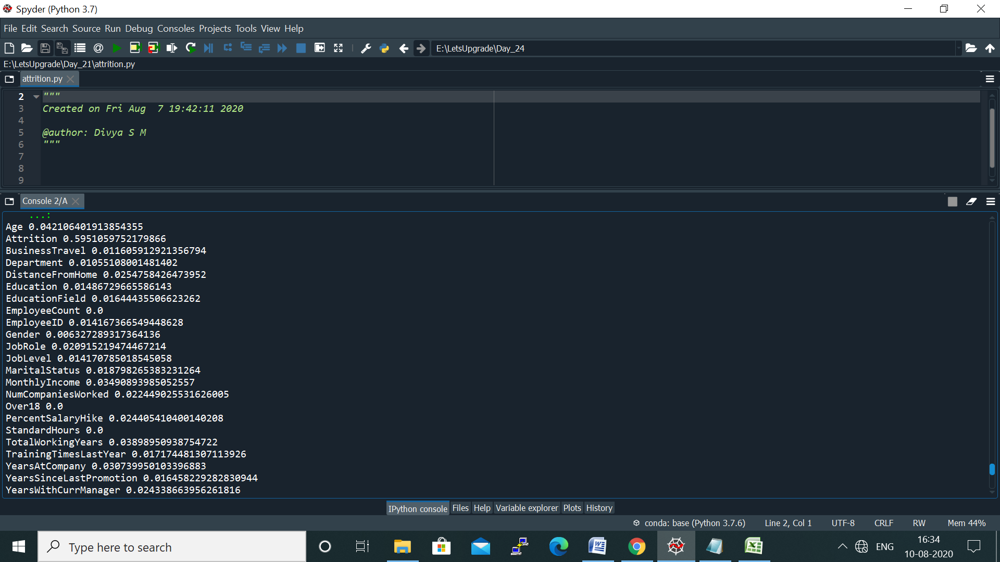 Spyder (Python 3.7)
File Edit Search Source Run Debug Consoles Projects Tools View Help
E:\LetsUpgrade\Day_24
E:\LetsUpgrade\Day_21\attrition.py
attrition.py
2 """
3 Created on Fri Aug  7 19:42:11 2020
4
5 @author: Divya S M
6 """
7
8
9
Console 2/A
...:
Age 0.042106401913854355
Attrition 0.5951059752179866
BusinessTravel 0.011605912921356794
Department 0.01055108001481402
DistanceFromHome 0.0254758426473952
Education 0.01486729665586143
EducationField 0.01644435506623262
EmployeeCount 0.0
EmployeeID 0.014167366549448628
Gender 0.006327289317364136
JobRole 0.020915219474467214
JobLevel 0.014170785018545058
MaritalStatus 0.018798265383231264
MonthlyIncome 0.03490893985052557
NumCompaniesWorked 0.022449025531626005
Over18 0.0
PercentSalaryHike 0.024405410400140208
StandardHours 0.0
TotalWorkingYears 0.03898950938754722
TrainingTimesLastYear 0.017174481307113926
YearsAtCompany 0.030739950103396883
YearsSinceLastPromotion 0.016458229282830944
YearsWithCurrManager 0.024338663956261816
IPython console Files Help Variable explorer Plots History
conda: base (Python 3.7.6) Line 2, Col 1 UTF-8 CRLF RW Mem 44%
Type here to search
ENG
16:34
10-08-2020